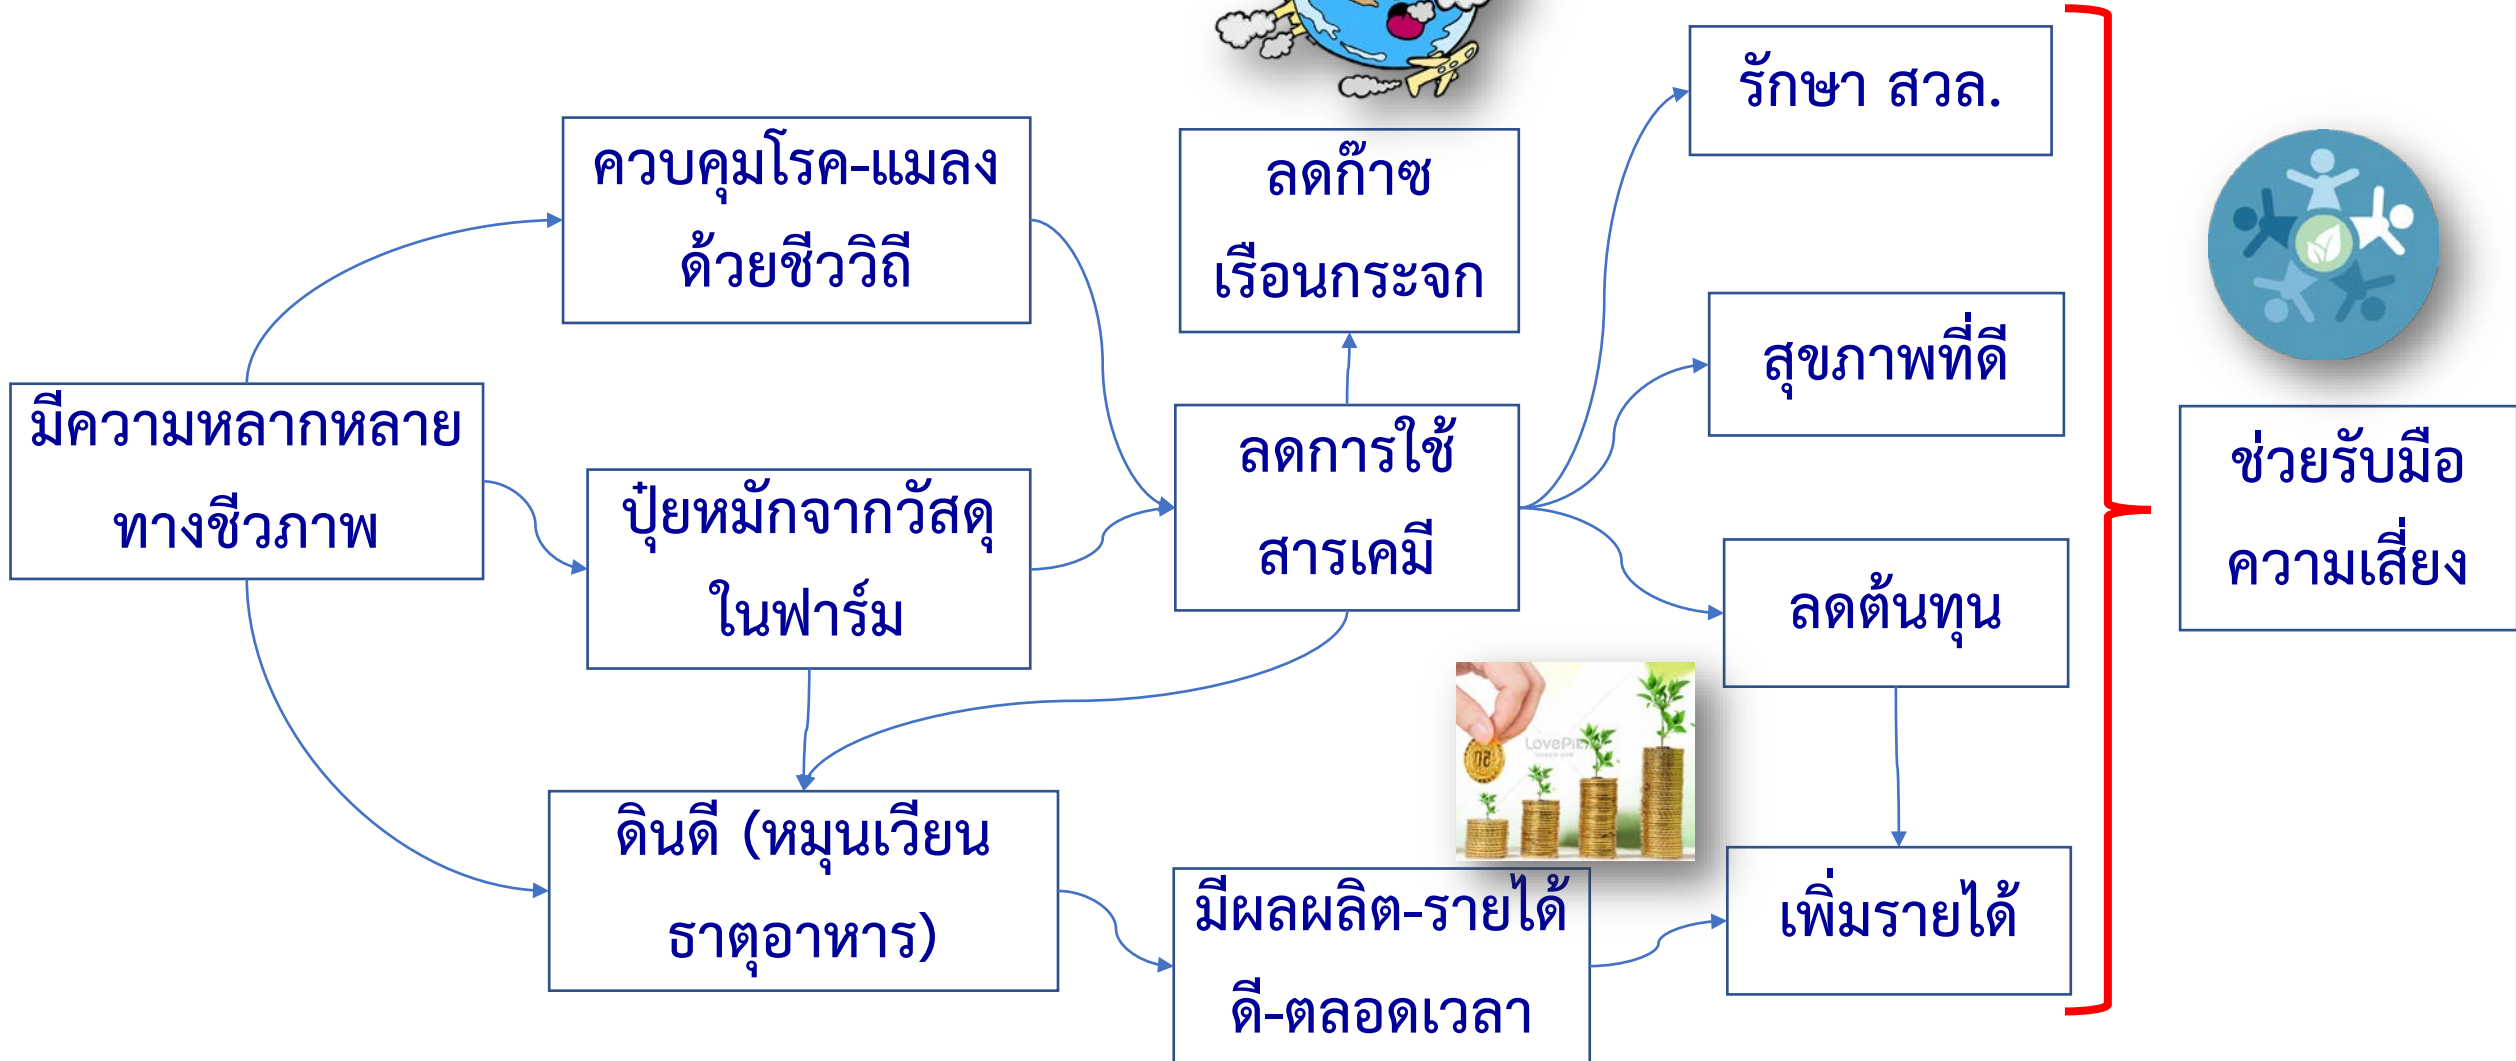 รักษา สวล.
ควบคุมโรค-แมลง
ด้วยชีววิถี
ลดก๊าซ
เรือนกระจก
สุขภาพที่ดี
มีความหลากหลาย
ทางชีวภาพ
ปุ๋ยหมักจากวัสดุ
ในฟาร์ม
ลดการใช้
สารเคมี
ช่วยรับมือ
ความเสี่ยง
ลดต้นทุน
LovePik
ดินดี (หมุนเวียน
ธาตุอาหาร)
มีผลผลิต-รายได้
ดี-ตลอดเวลา
เพิ่มรายได้